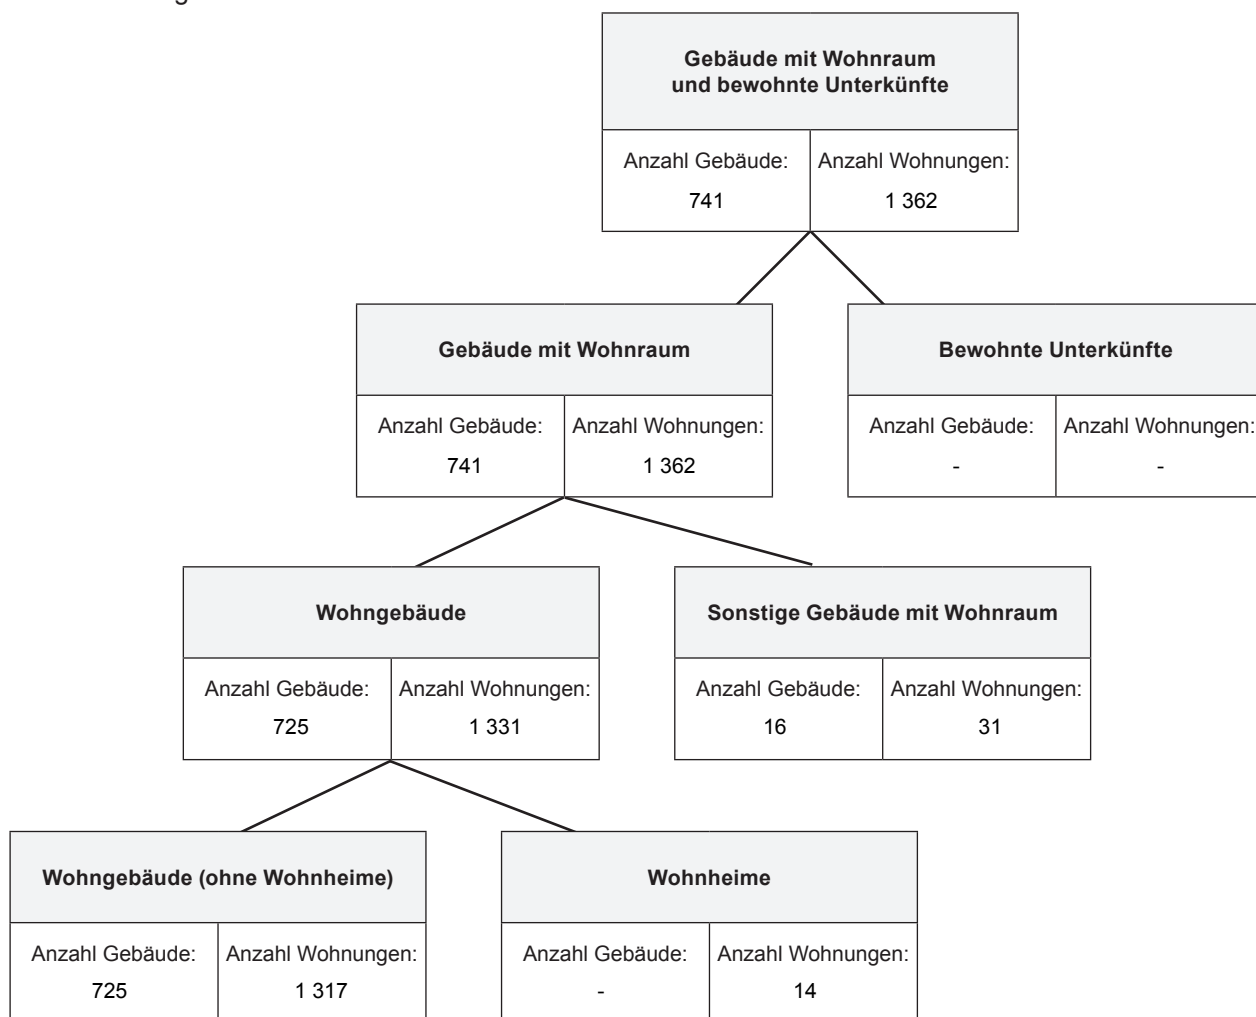 Gebäude mit Wohnraum
und bewohnte Unterkünfte
Anzahl Gebäude: Anzahl Wohnungen:
741 1 362
Gebäude mit Wohnraum
Anzahl Gebäude: Anzahl Wohnungen:
741 1 362
Bewohnte Unterkünfte
Anzahl Gebäude: Anzahl Wohnungen:
- -
Wohngebäude
Anzahl Gebäude: Anzahl Wohnungen:
725 1 331
Sonstige Gebäude mit Wohnraum
Anzahl Gebäude: Anzahl Wohnungen:
16 31
Wohngebäude (ohne Wohnheime)
Anzahl Gebäude: Anzahl Wohnungen:
725 1 317
Wohnheime
Anzahl Gebäude: Anzahl Wohnungen:
- 14